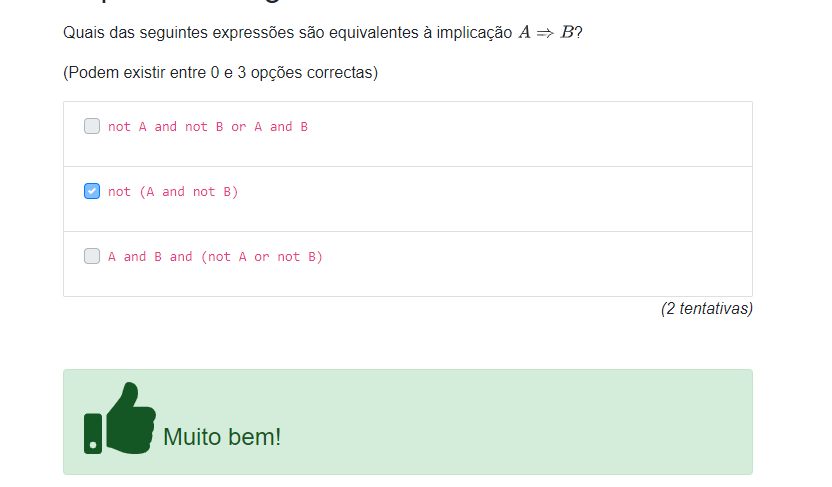 Quais das seguintes expressões são equivalentes à implicação A ⇒ B?
(Podem existir entre 0 e 3 opções correctas)
not A and not B or A and B
not (A and not B)
A and B and (not A or not B)
(2 tentativas)
Muito bem!